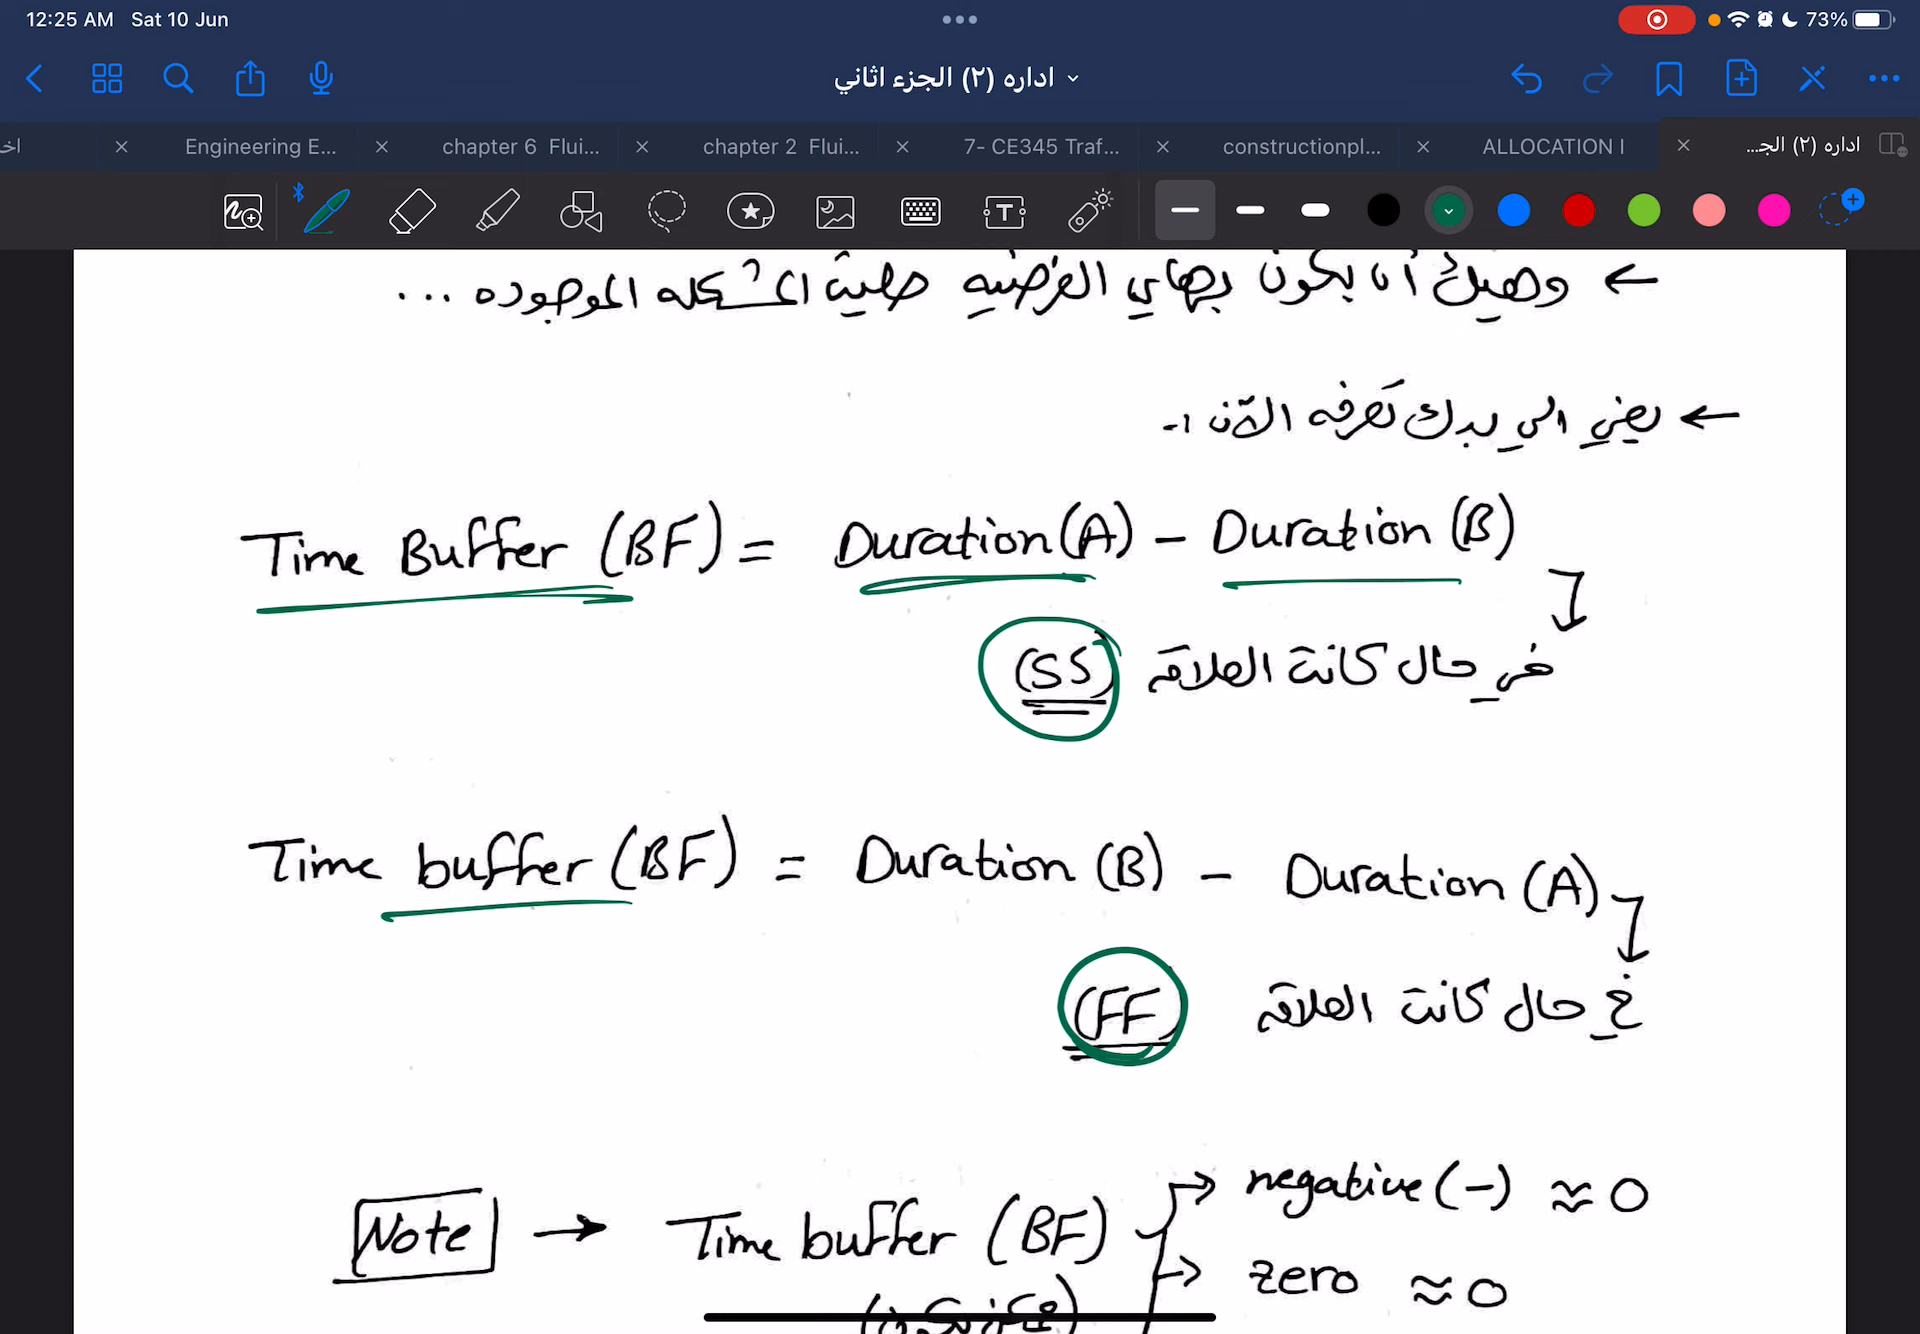 12:25 AM Sat 10 Jun
73%
اداره (٢) الجزء اثاني
اخ
Engineering E...
chapter 6 Flui...
chapter 2 Flui...
7- CE345 Traf...
constructionpl...
ALLOCATION I
اداره (٢) الجـ...
← وهيك أنا بكون بهاي الفرضيه حليت المشكله الموجوده ...
← يعني الي بدك تعرفه الآن :-
Time Buffer (BF) = Duration (A) - Duration (B)
في حال كانت العلاقه (SS)
Time buffer (BF) = Duration (B) - Duration (A)
في حال كانت العلاقه (FF)
Note → Time buffer (BF) → negative (-) ≈ 0
→ zero ≈ 0